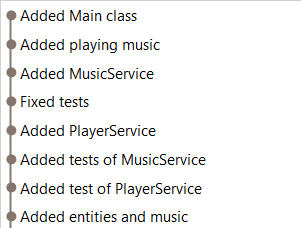 Added Main class
Added playing music
Added MusicService
Fixed tests
Added PlayerService
Added tests of MusicService
Added test of PlayerService
Added entities and music